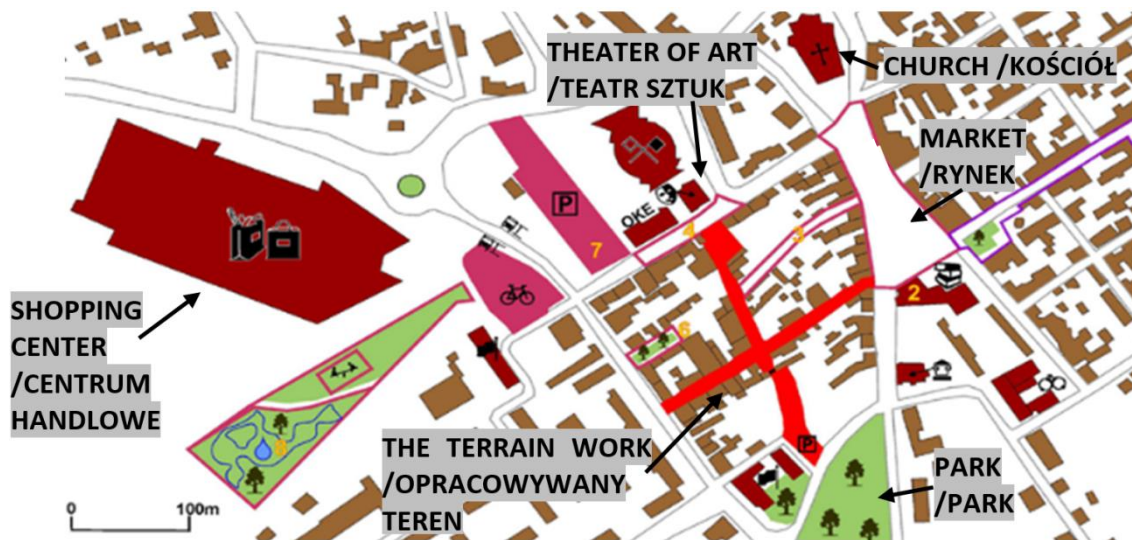 THEATER OF ART
/TEATR SZTUK
CHURCH /KOŚCIÓŁ
MARKET
/RYNEK
P
OKE
4
3
7
2
6
SHOPPING
CENTER
/CENTRUM
HANDLOWE
THE TERRAIN WORK
/OPRACOWYWANY
TEREN
P
PARK
/PARK
0 100m